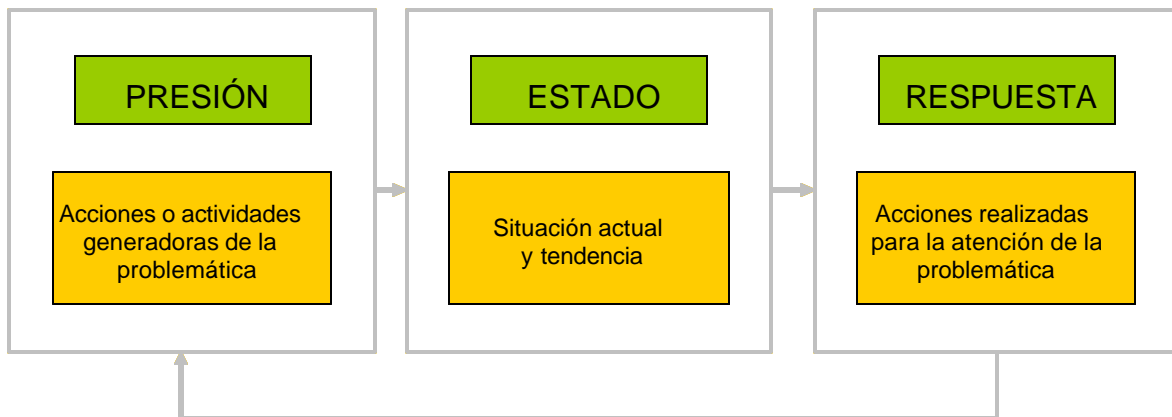 PRESIÓN
Acciones o actividades
generadoras de la
problemática
ESTADO
Situación actual
y tendencia
RESPUESTA
Acciones realizadas
para la atención de la
problemática